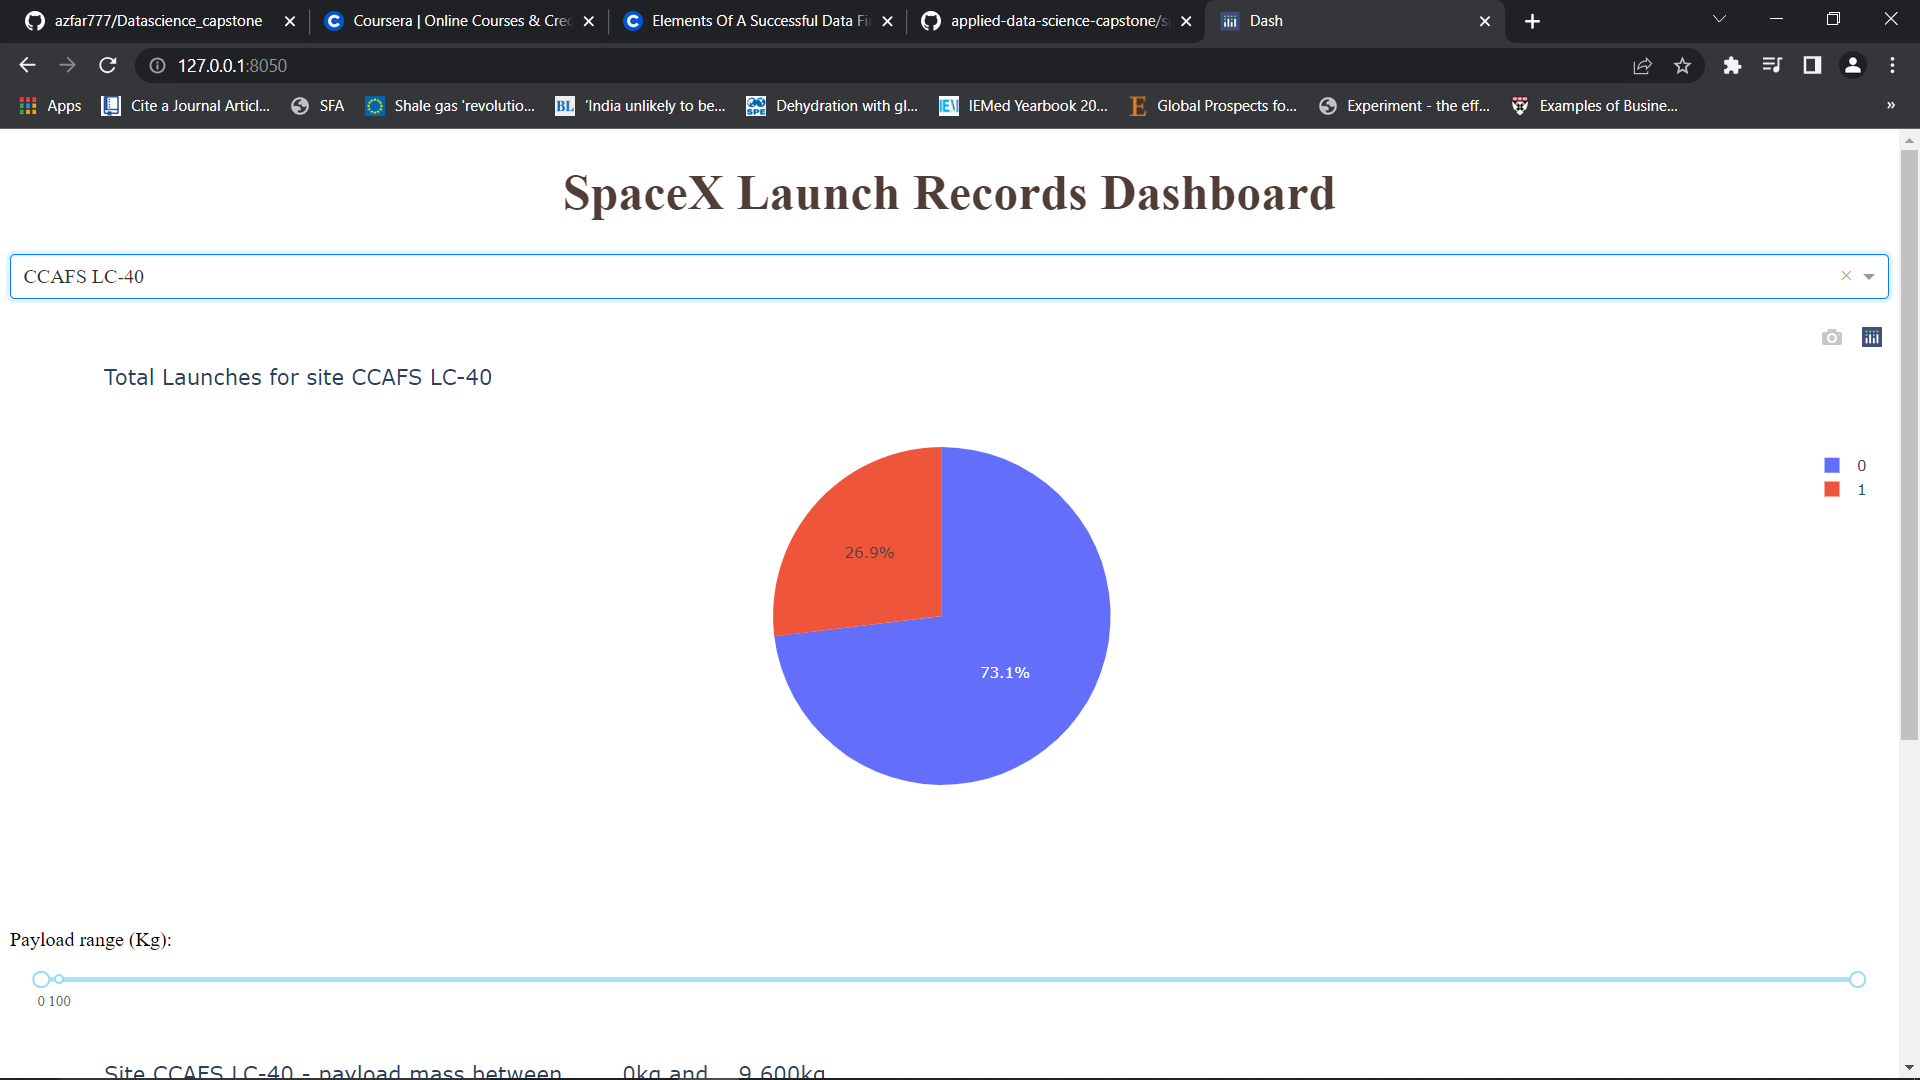 azfar777/Datascience_capstone
Coursera | Online Courses & Cred
Elements Of A Successful Data Fi
applied-data-science-capstone/s
Dash
127.0.0.1:8050
Apps
Cite a Journal Articl...
SFA
Shale gas 'revolutio...
BL
'India unlikely to be...
SPE
Dehydration with gl...
IEM
IEMed Yearbook 20...
E
Global Prospects fo...
Experiment - the eff...
Examples of Busine...
»
SpaceX Launch Records Dashboard
CCAFS LC-40
Total Launches for site CCAFS LC-40
0
1
26.9%
73.1%
Payload range (Kg):
0 100
Site CCAFS LC-40 - payload mass between 0kg and 9,600kg